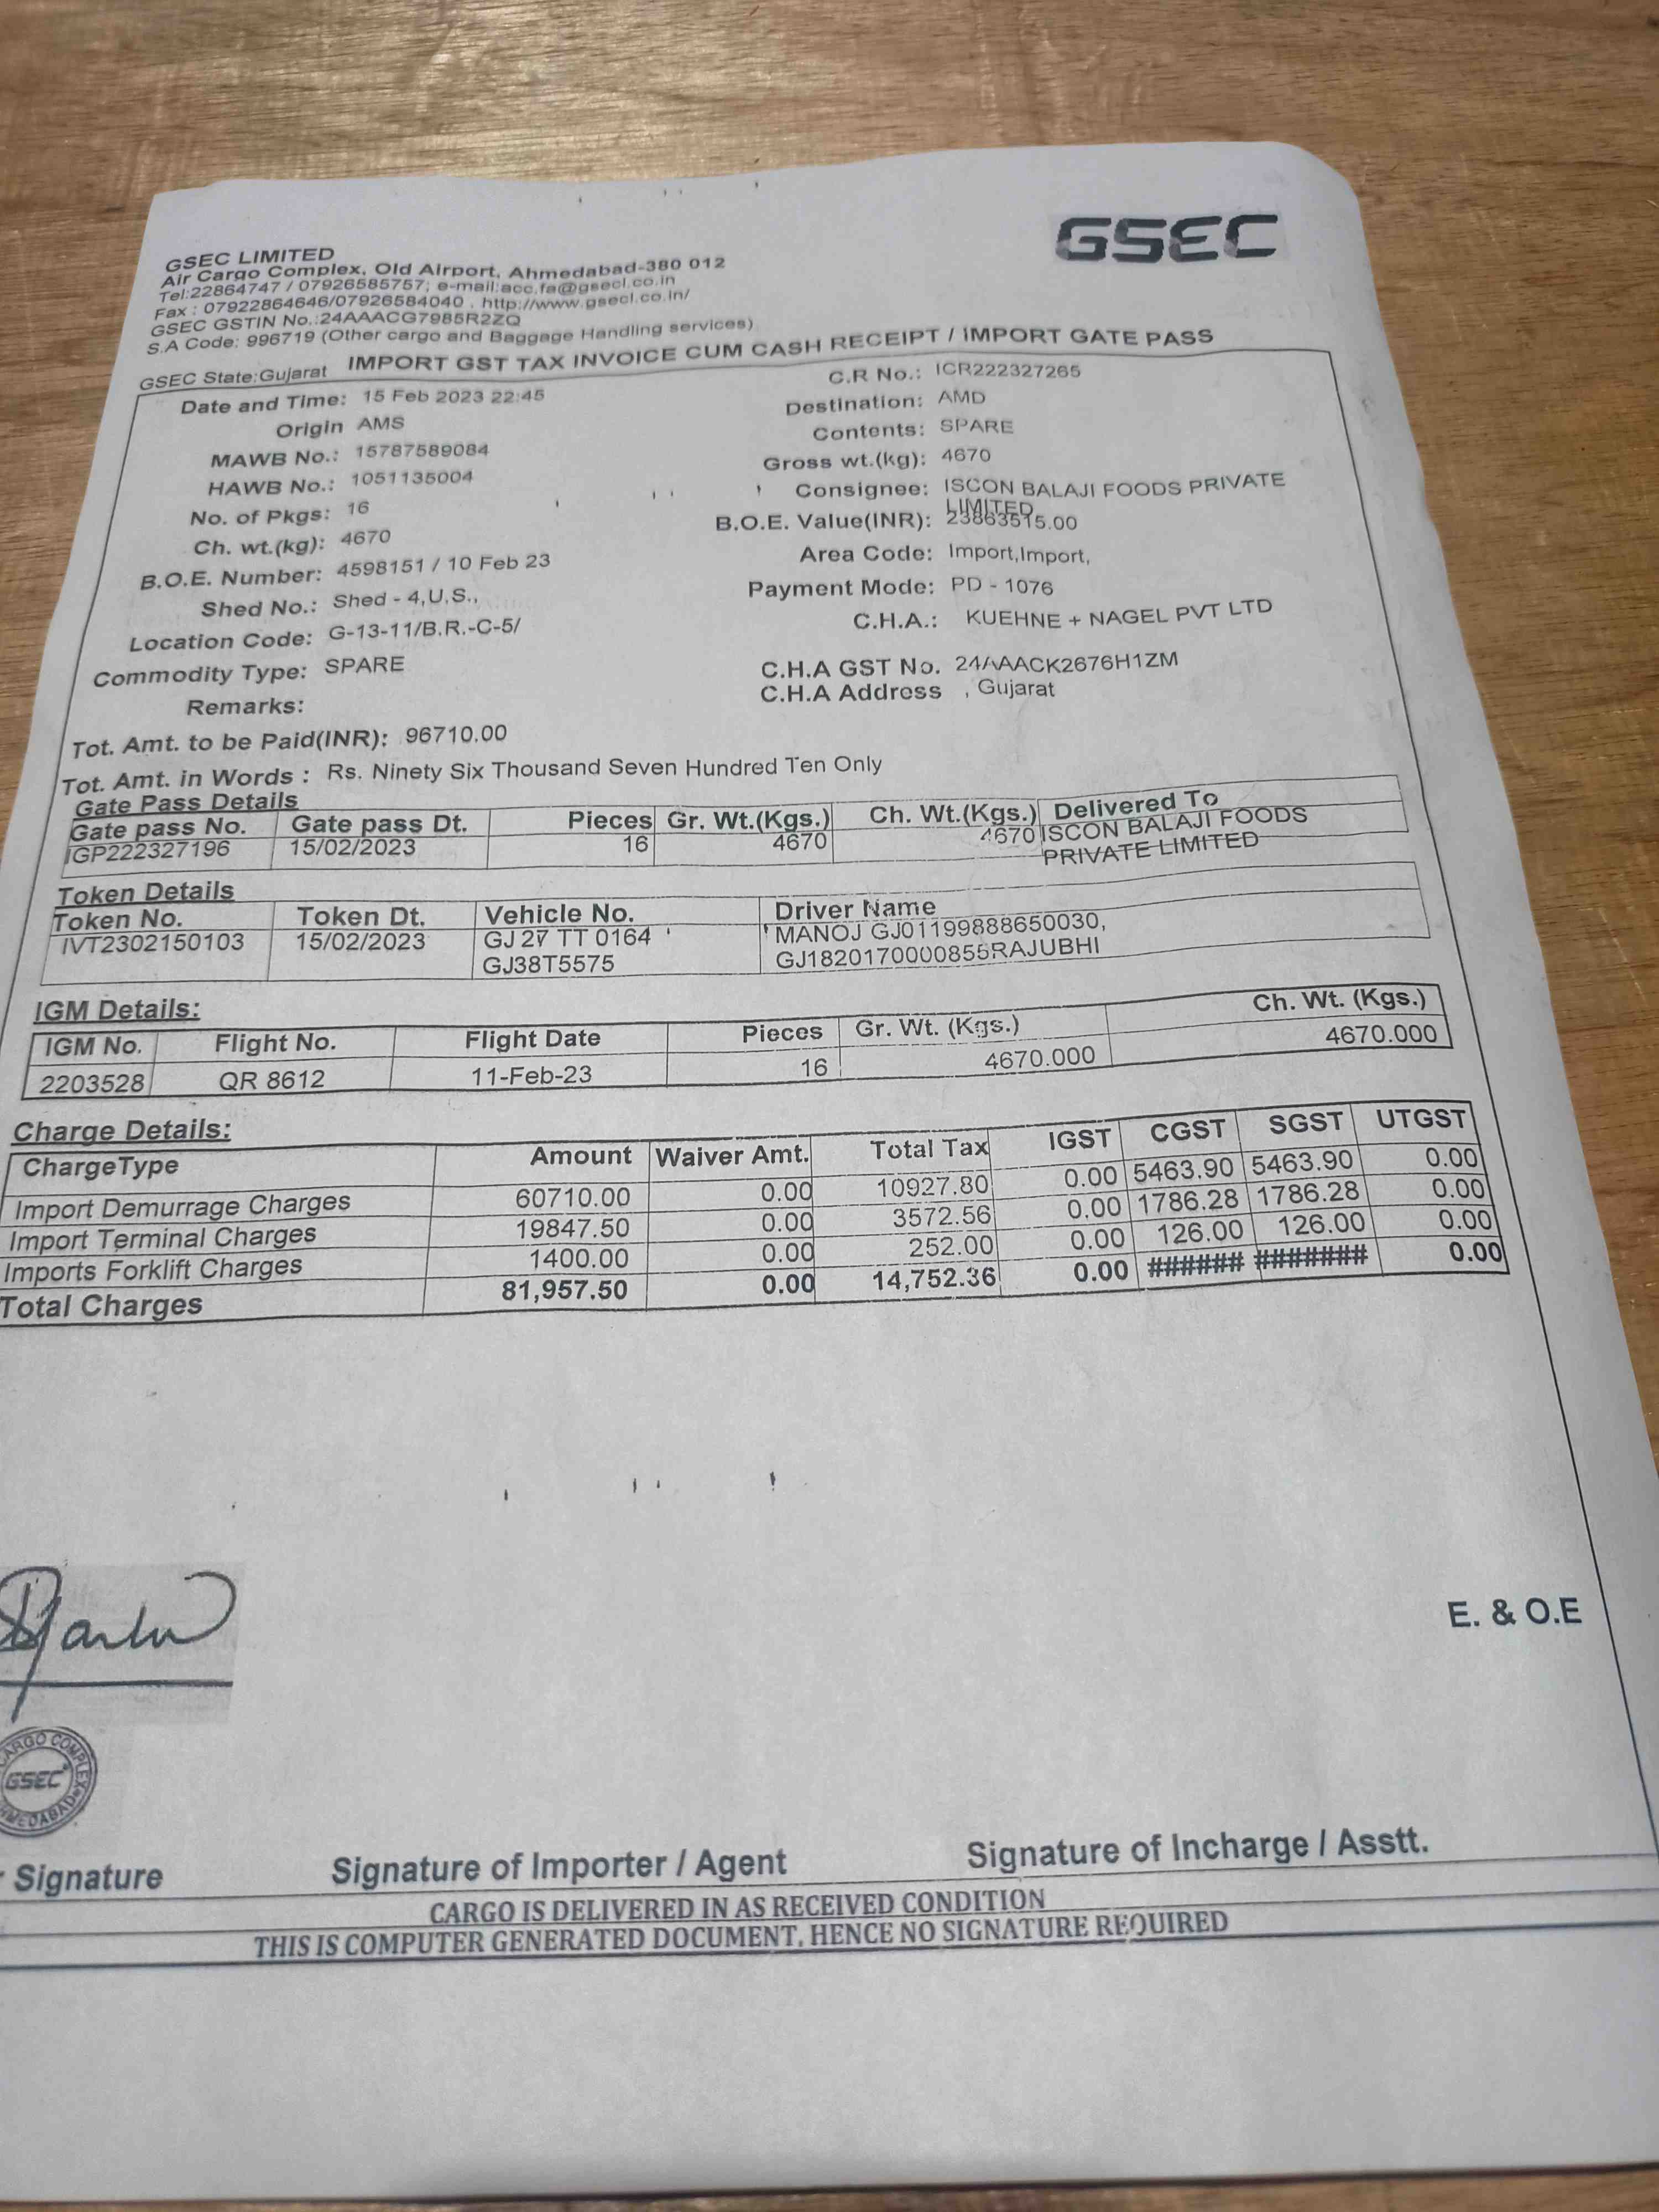 GSEC
GSEC LIMITED
Air Cargo Complex, Old Airport, Ahmedabad-380 012
Tel:22864747 / 07926585757; e-mail:acc.fa@gsecl.co.in
Fax : 07922864646/07926584040 . http://www.gsecl.co.in/
GSEC GSTIN No.:24AAACG7985R2ZQ
S.A Code: 996719 (Other cargo and Baggage Handling services)
GSEC State:Gujarat IMPORT GST TAX INVOICE CUM CASH RECEIPT / IMPORT GATE PASS
Date and Time: 15 Feb 2023 22:45 C.R No.: ICR222327265
Origin AMS Destination: AMD
MAWB No.: 15787589084 Contents: SPARE
HAWB No.: 1051135004 Gross wt.(kg): 4670
No. of Pkgs: 16 Consignee: ISCON BALAJI FOODS PRIVATE
LIMITED
Ch. wt.(kg): 4670 B.O.E. Value(INR): 23863515.00
B.O.E. Number: 4598151 / 10 Feb 23 Area Code: Import,Import,
Shed No.: Shed - 4,U.S., Payment Mode: PD - 1076
Location Code: G-13-11/B.R.-C-5/ C.H.A.: KUEHNE + NAGEL PVT LTD
Commodity Type: SPARE C.H.A GST No. 24AAACK2676H1ZM
Remarks: C.H.A Address , Gujarat
Tot. Amt. to be Paid(INR): 96710.00
Tot. Amt. in Words : Rs. Ninety Six Thousand Seven Hundred Ten Only
Gate Pass Details
Gate pass No. Gate pass Dt. Pieces Gr. Wt.(Kgs.) Ch. Wt.(Kgs.) Delivered To
IGP222327196 15/02/2023 16 4670 4670 ISCON BALAJI FOODS
PRIVATE LIMITED
Token Details
Token No. Token Dt. Vehicle No. Driver Name
IVT2302150103 15/02/2023 GJ 27 TT 0164 MANOJ GJ01199888650030,
GJ38T5575 GJ1820170000855RAJUBHI
IGM Details:
IGM No. Flight No. Flight Date Pieces Gr. Wt. (Kgs.) Ch. Wt. (Kgs.)
2203528 QR 8612 11-Feb-23 16 4670.000 4670.000
Charge Details:
ChargeType Amount Waiver Amt. Total Tax IGST CGST SGST UTGST
Import Demurrage Charges 60710.00 0.00 10927.80 0.00 5463.90 5463.90 0.00
Import Terminal Charges 19847.50 0.00 3572.56 0.00 1786.28 1786.28 0.00
Imports Forklift Charges 1400.00 0.00 252.00 0.00 126.00 126.00 0.00
Total Charges 81,957.50 0.00 14,752.36 0.00 ###### ####### 0.00
E. & O.E
CARGO COMPLEX
GSEC
Signature Signature of Importer / Agent Signature of Incharge / Asstt.
CARGO IS DELIVERED IN AS RECEIVED CONDITION
THIS IS COMPUTER GENERATED DOCUMENT, HENCE NO SIGNATURE REQUIRED